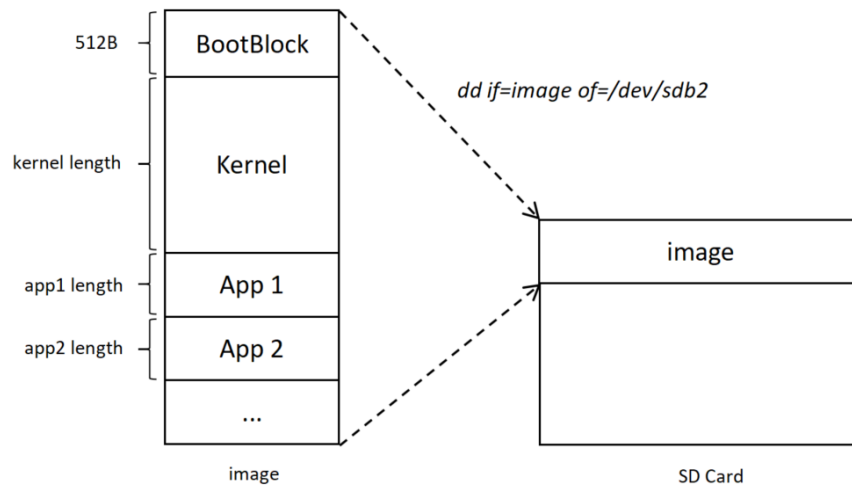 512B
BootBlock
dd if=image of=/dev/sdb2
kernel length
Kernel
image
app1 length
App 1
app2 length
App 2
...
image
SD Card